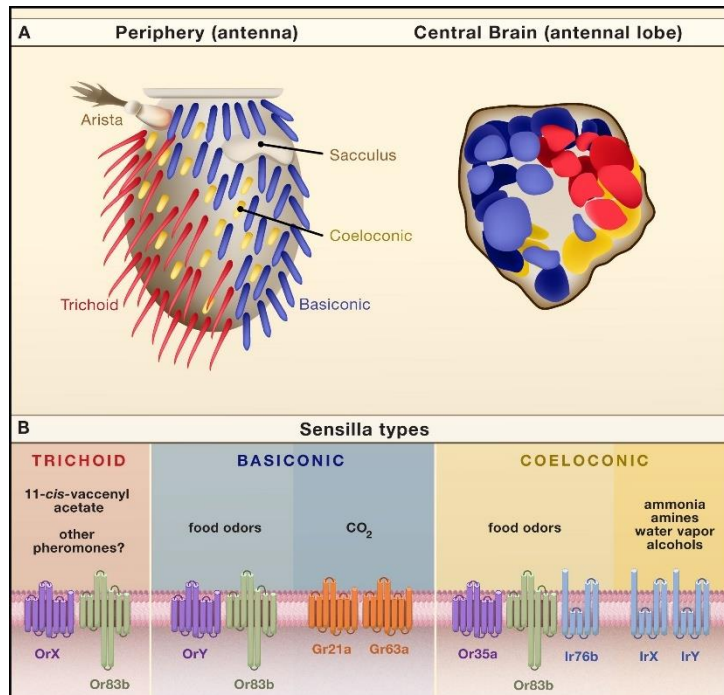 A
Periphery (antenna)
Central Brain (antennal lobe)
Arista
Sacculus
Coeloconic
Trichoid
Basiconic
B
Sensilla types
TRICHOID
BASICONIC
COELOCONIC
11-cis-vaccenyl
acetate
other
pheromones?
food odors
CO₂
food odors
ammonia
amines
water vapor
alcohols
OrX
Or83b
OrY
Or83b
Gr21a
Gr63a
Or35a
Or83b
Ir76b
IrX
IrY